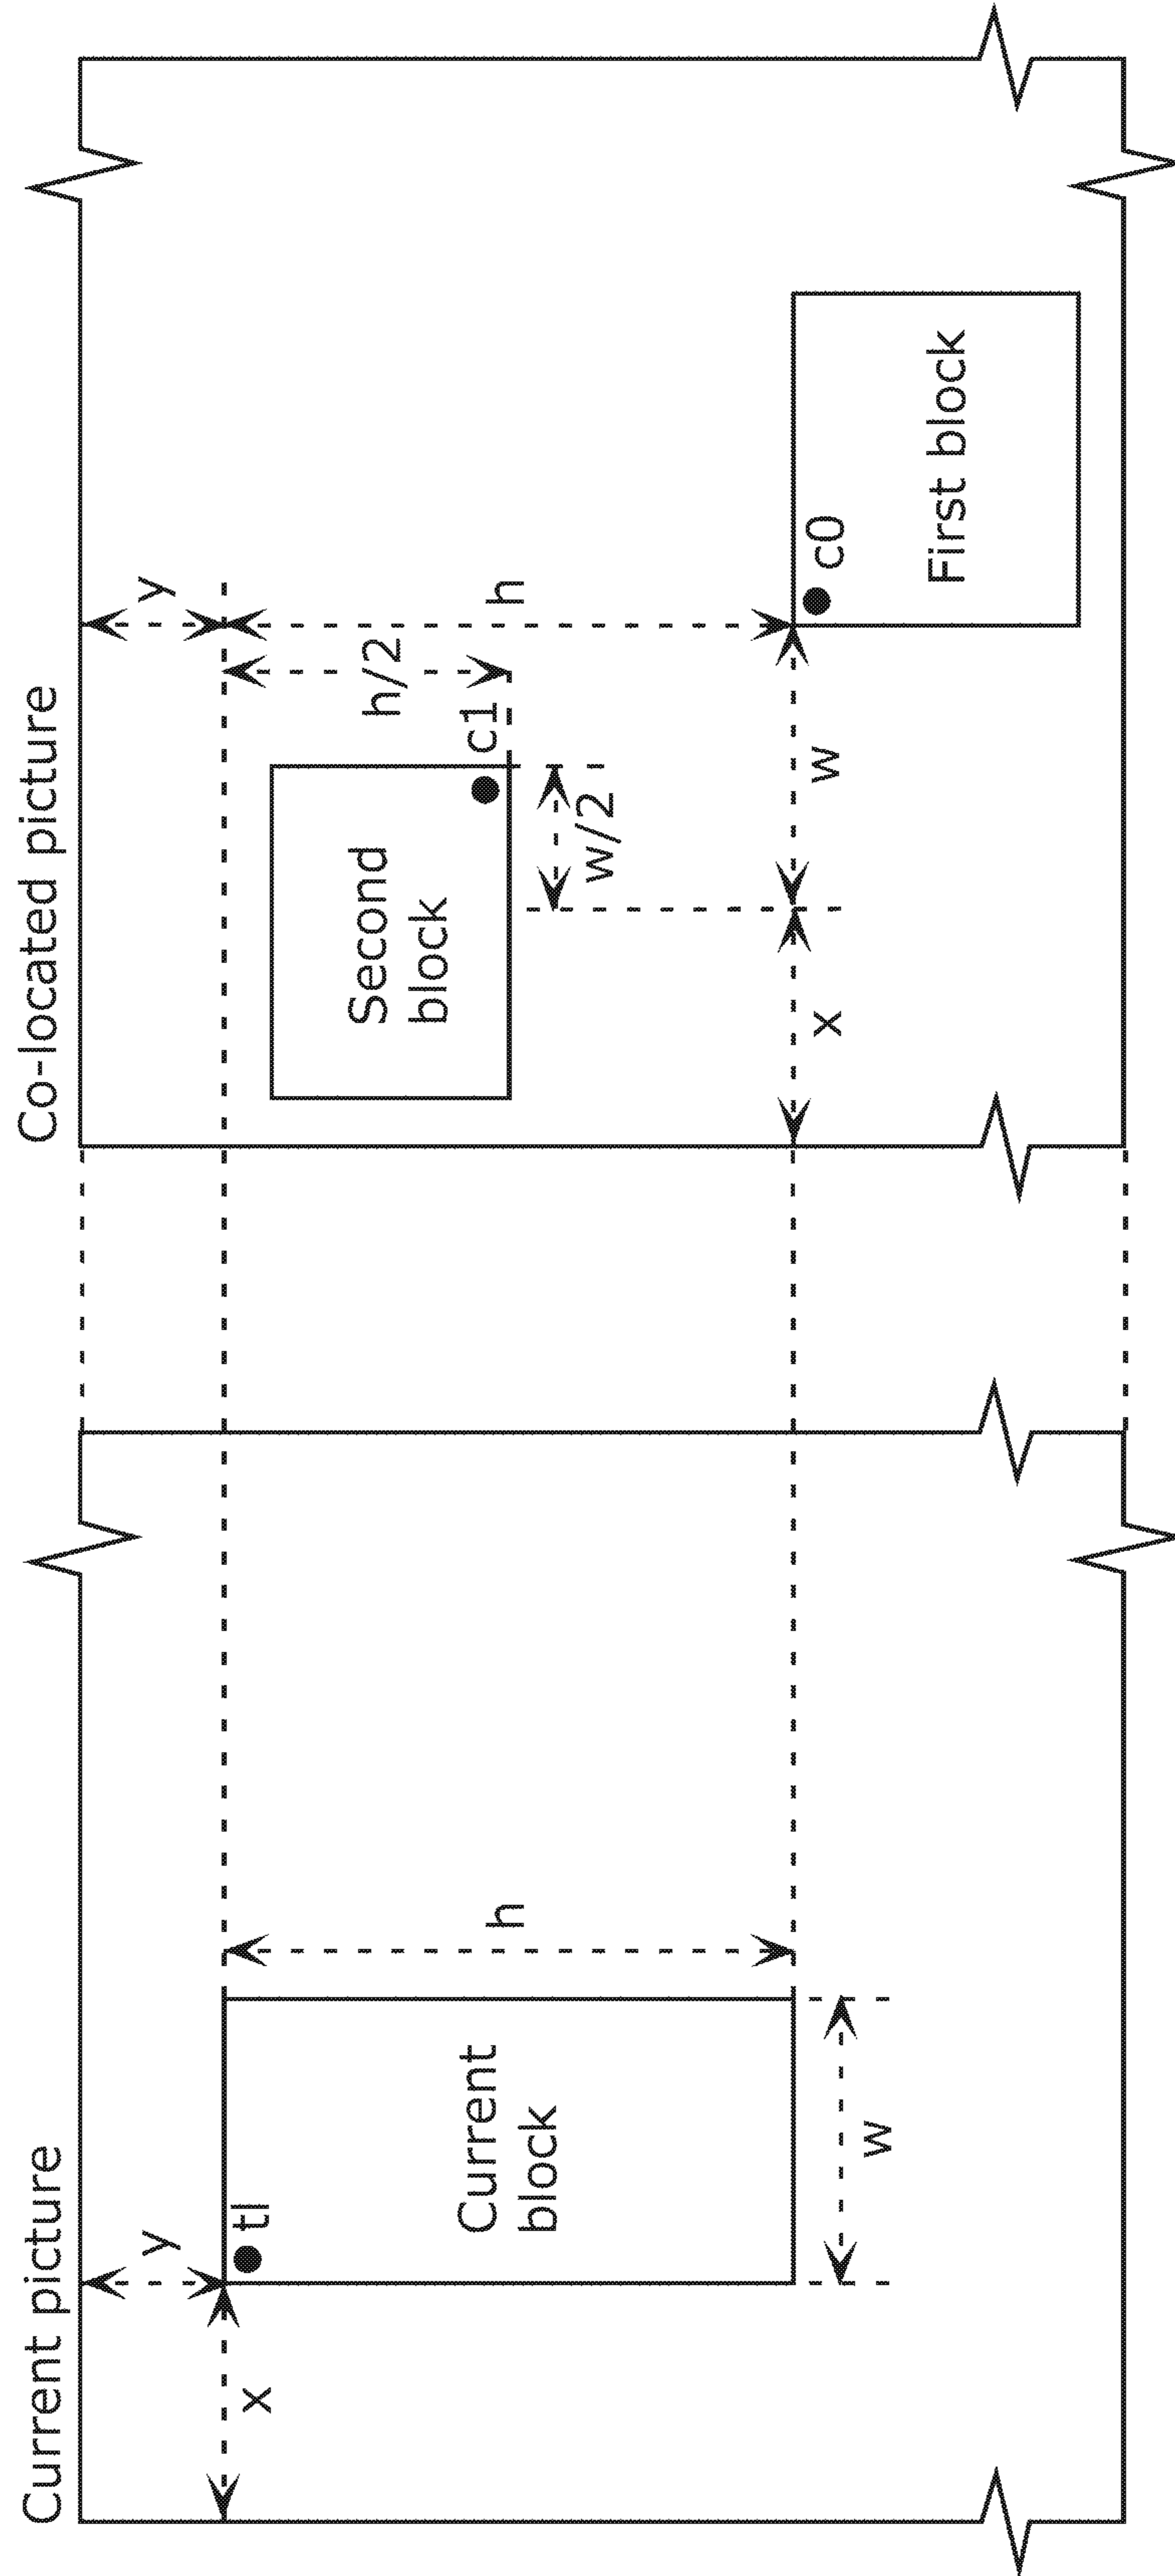 Current picture
y
x
tl
Current
block
h
w
Co-located picture
y
h/2
h
Second
block
c1
w/2
x
w
c0
First block